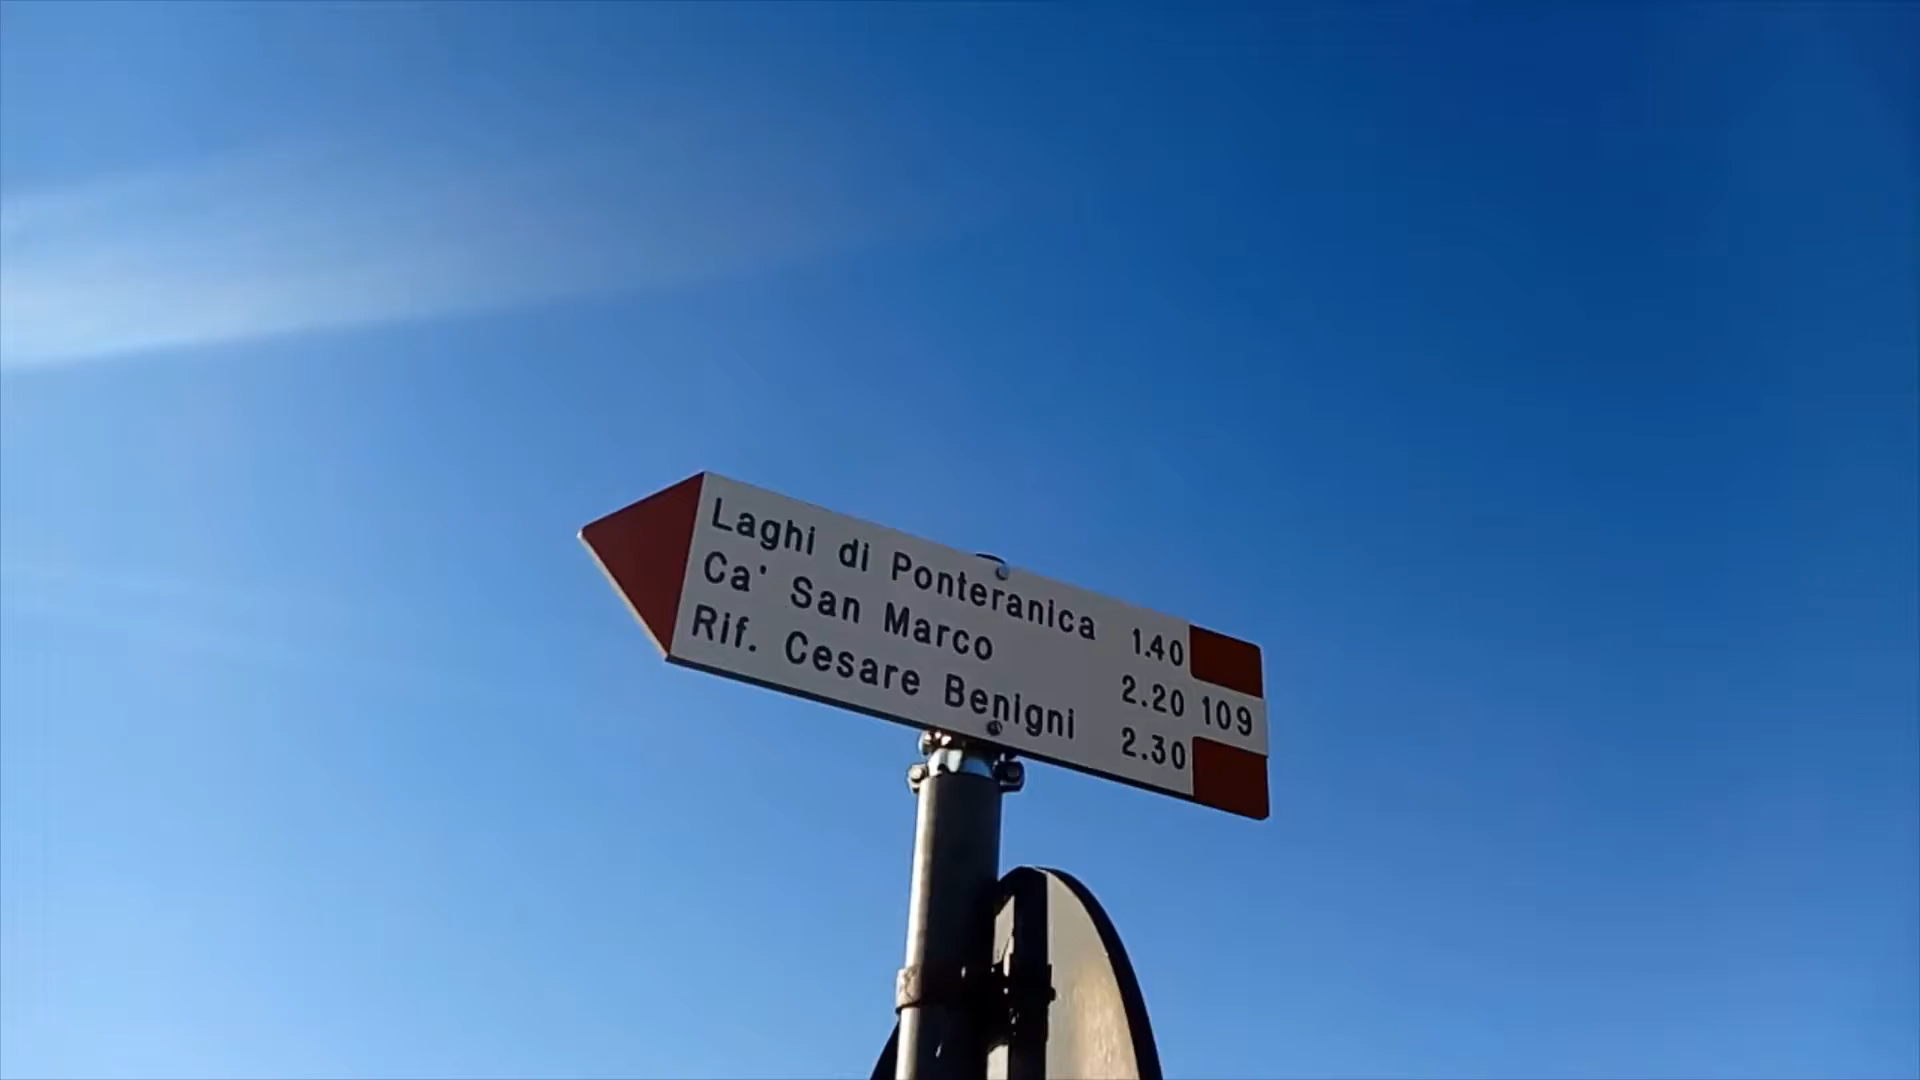 Laghi di Ponteranica 1.40
Ca' San Marco 2.20 109
Rif. Cesare Benigni 2.30